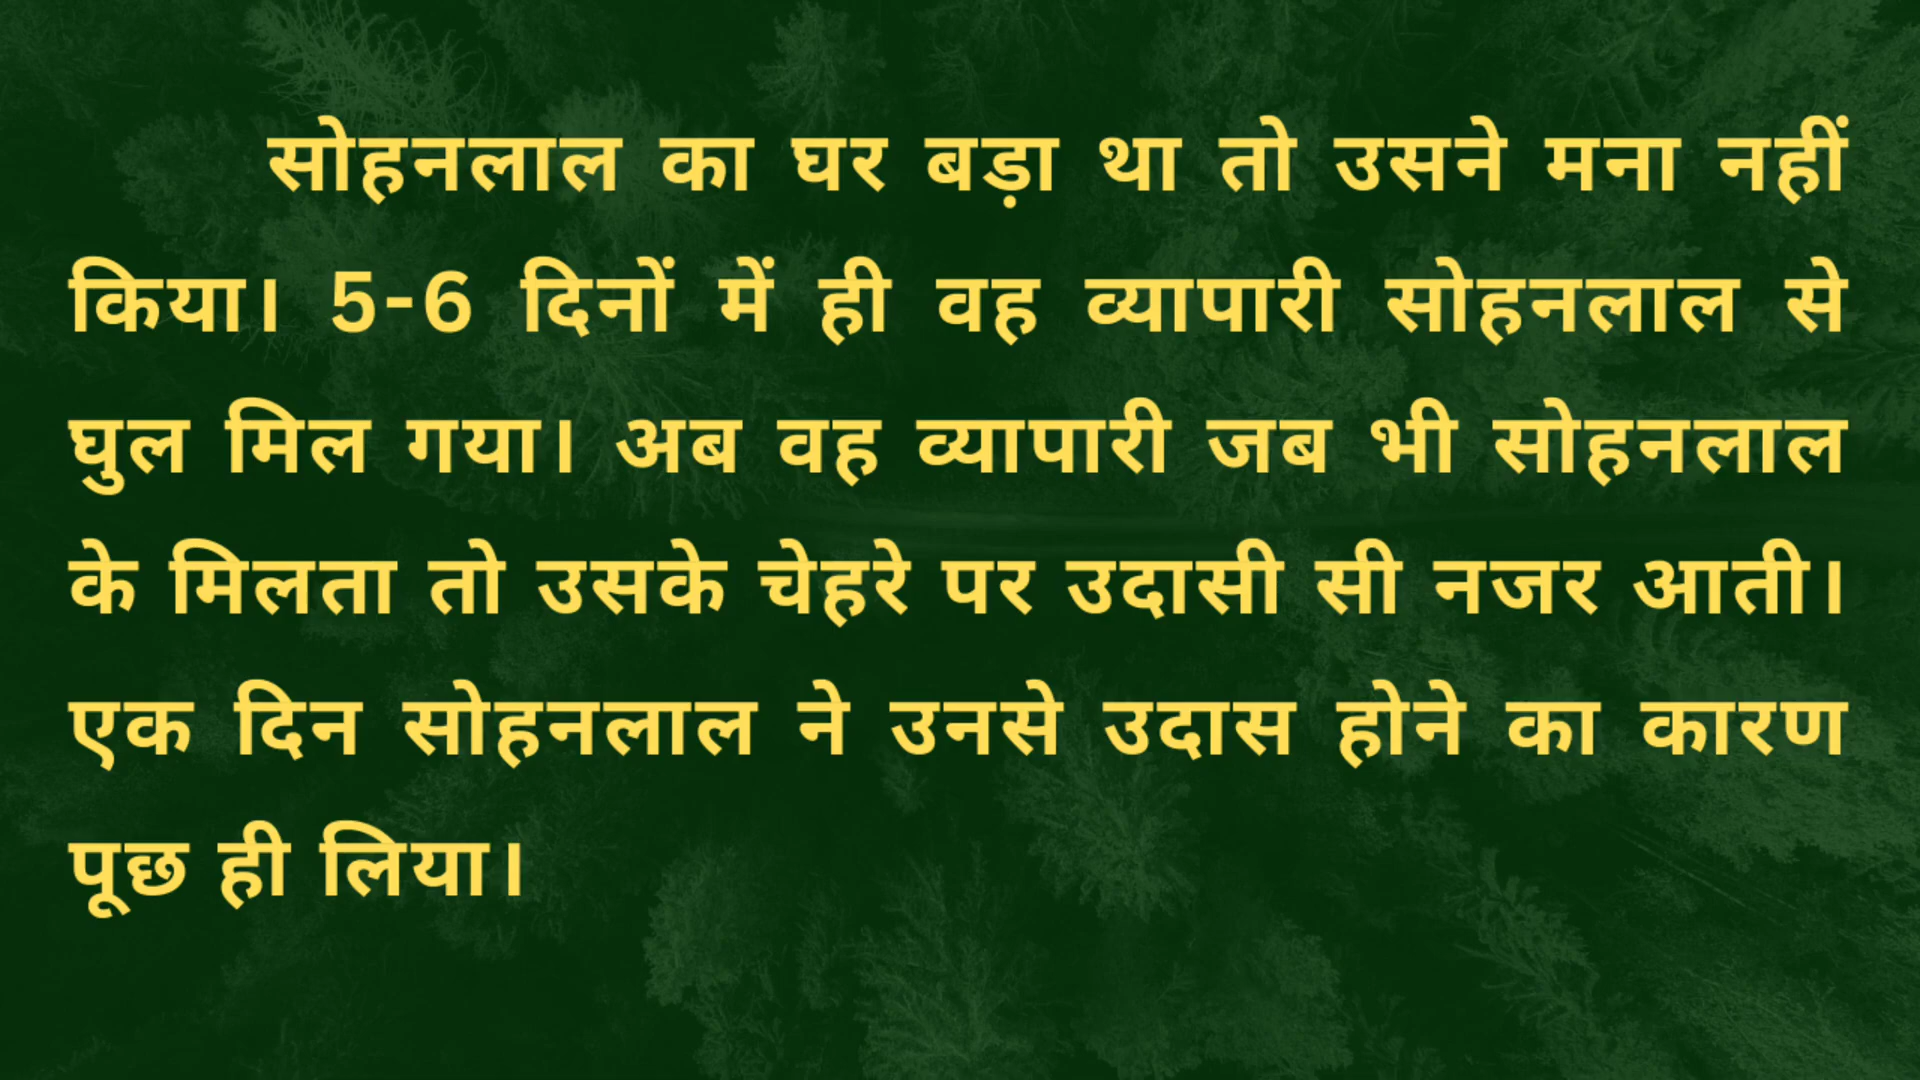 सोहनलाल का घर बड़ा था तो उसने मना नहीं
किया। 5-6 दिनों में ही वह व्यापारी सोहनलाल से
घुल मिल गया। अब वह व्यापारी जब भी सोहनलाल
के मिलता तो उसके चेहरे पर उदासी सी नजर आती।
एक दिन सोहनलाल ने उनसे उदास होने का कारण
पूछ ही लिया।